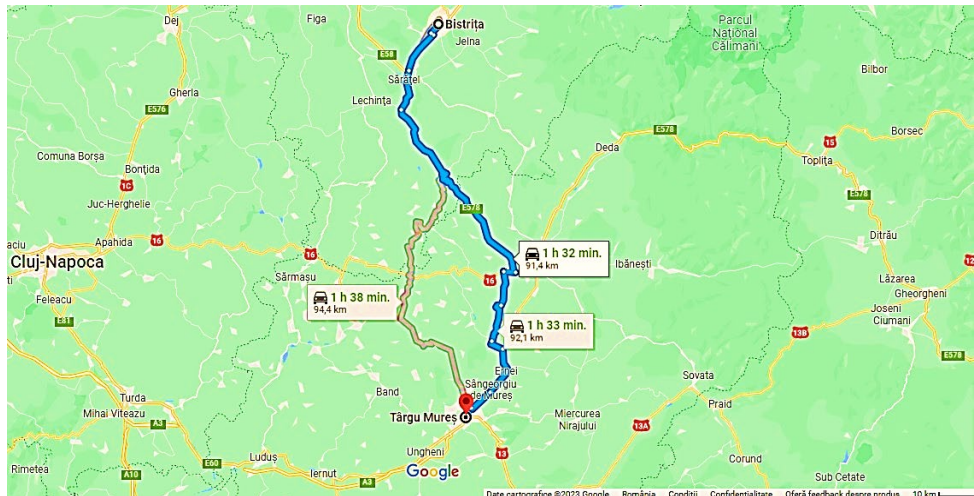 Dej
Figa
Bistrița
Jelna
Parcul
Național
Călimani
E58
Sărățel
Bilbor
Gherla
Lechința
E576
Borsec
E578
Deda
15
Toplița
Comuna Borșa
Bonțida
1C
E578
Juc-Herghelie
E578
Ditrău
Apahida
16
aciu
Cluj-Napoca
16
1 h 32 min.
91,4 km
Ibănești
12
Sărmașu
16
Lăzarea
Gheorgheni
Feleacu
1 h 38 min.
94,4 km
Joseni
Ciumani
E81
1 h 33 min.
92,1 km
13B
E578
Ernei
Sângeorgiu
de Mureș
Sovata
Band
Turda
Praid
Mihai Viteazu
Târgu Mureș
Miercurea
Nirajului
A3
13A
Ungheni
13
Corund
Luduș
E60
Rimetea
Iernut
Google
A10
A3
Sub Cetate
Date cartografice ©2023 Google România Condiții Confidențialitate Oferă feedback despre produs 10 km